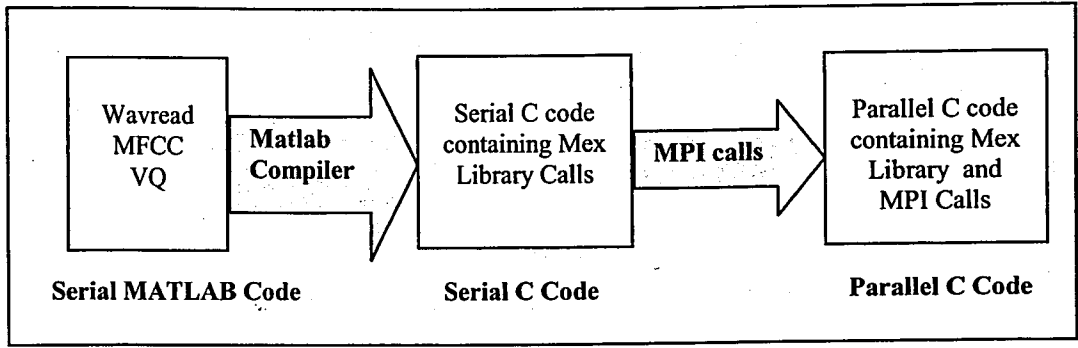 Wavread
MFCC
VQ
Matlab
Compiler
Serial C code
containing Mex
Library Calls
MPI calls
Parallel C code
containing Mex
Library and
MPI Calls
Serial MATLAB Code
Serial C Code
Parallel C Code